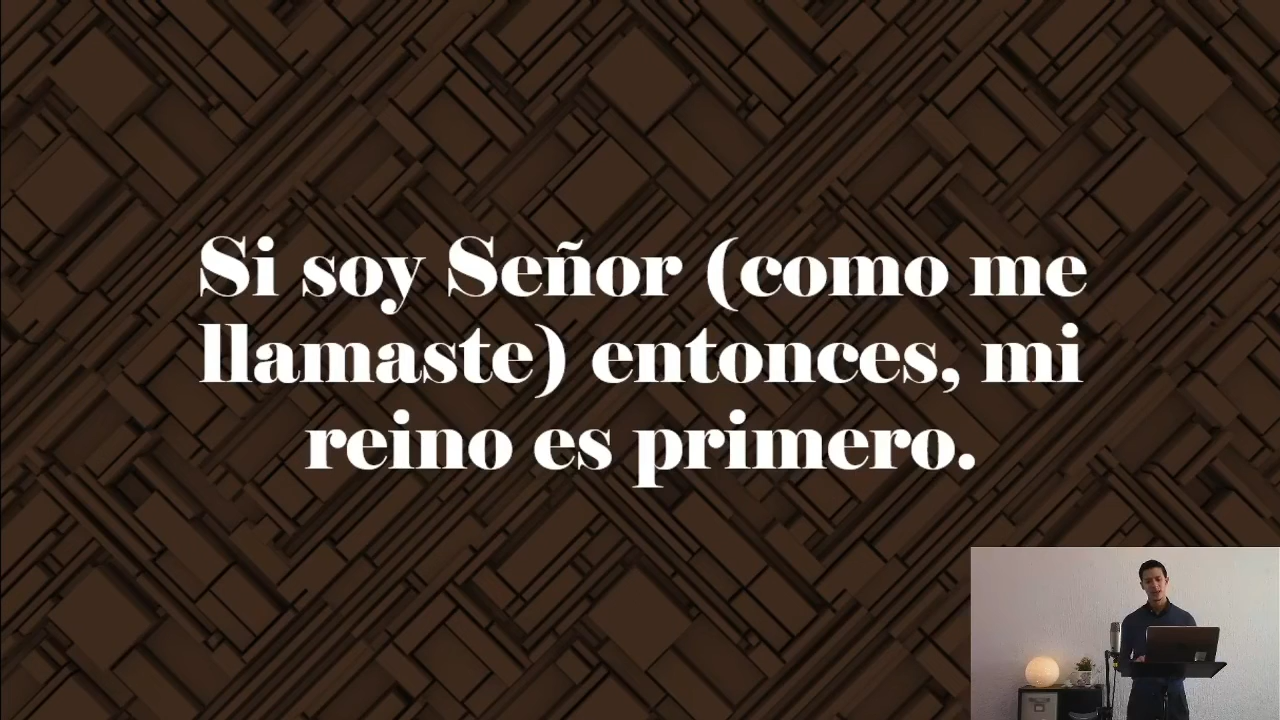 Si soy Señor (como me
llamaste) entonces, mi
reino es primero.